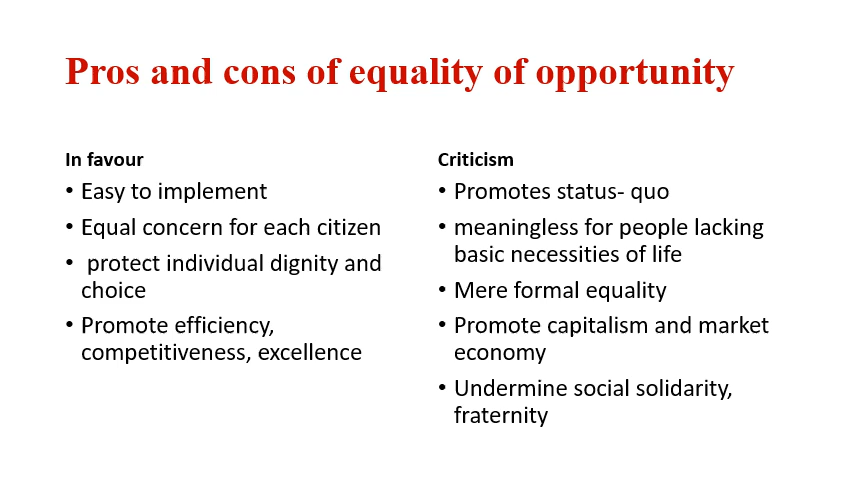 Pros and cons of equality of opportunity
In favour
• Easy to implement
• Equal concern for each citizen
• protect individual dignity and
choice
• Promote efficiency,
competitiveness, excellence
Criticism
• Promotes status- quo
• meaningless for people lacking
basic necessities of life
• Mere formal equality
• Promote capitalism and market
economy
• Undermine social solidarity,
fraternity